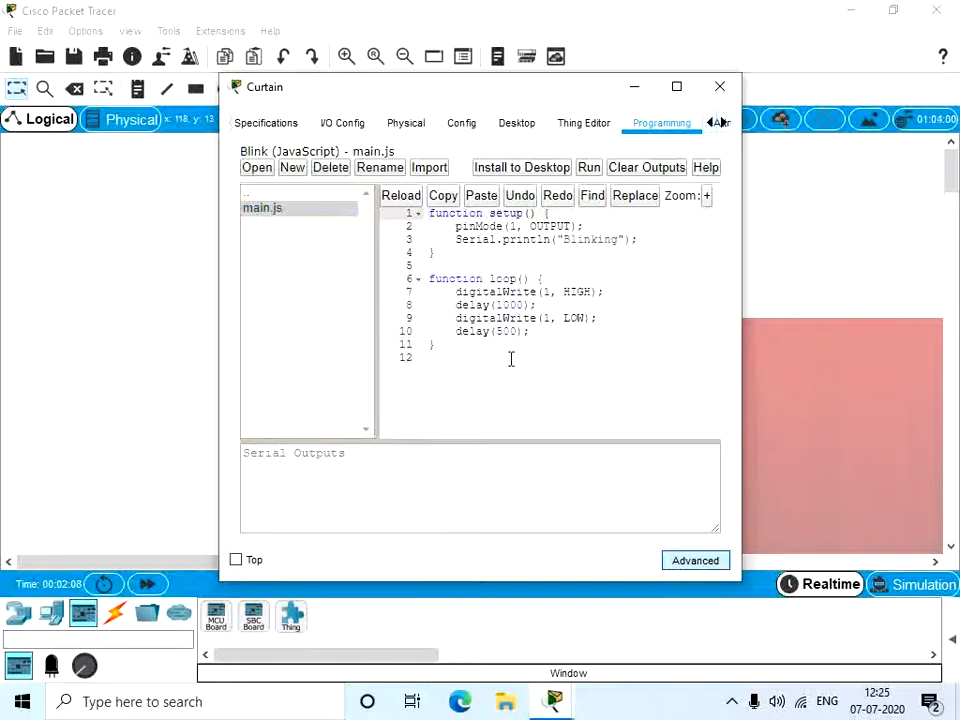 Cisco Packet Tracer
File Edit Options view Tools Extensions Help
Logical Physical x: 118, y: 13 01:04:00
Curtain
Specifications I/O Config Physical Config Desktop Thing Editor Programming
Blink (JavaScript) - main.js
Open New Delete Rename Import Install to Desktop Run Clear Outputs Help
..
main.js
Reload Copy Paste Undo Redo Find Replace Zoom: +
1 function setup() {
2 pinMode(1, OUTPUT);
3 Serial.println("Blinking");
4 }
5
6 function loop() {
7 digitalWrite(1, HIGH);
8 delay(1000);
9 digitalWrite(1, LOW);
10 delay(500);
11 }
12
Serial Outputs
Top
Advanced
Time: 00:02:08 Realtime Simulation
MCU Board SBC Board Thing
Window
Type here to search
ENG
12:25
07-07-2020
2